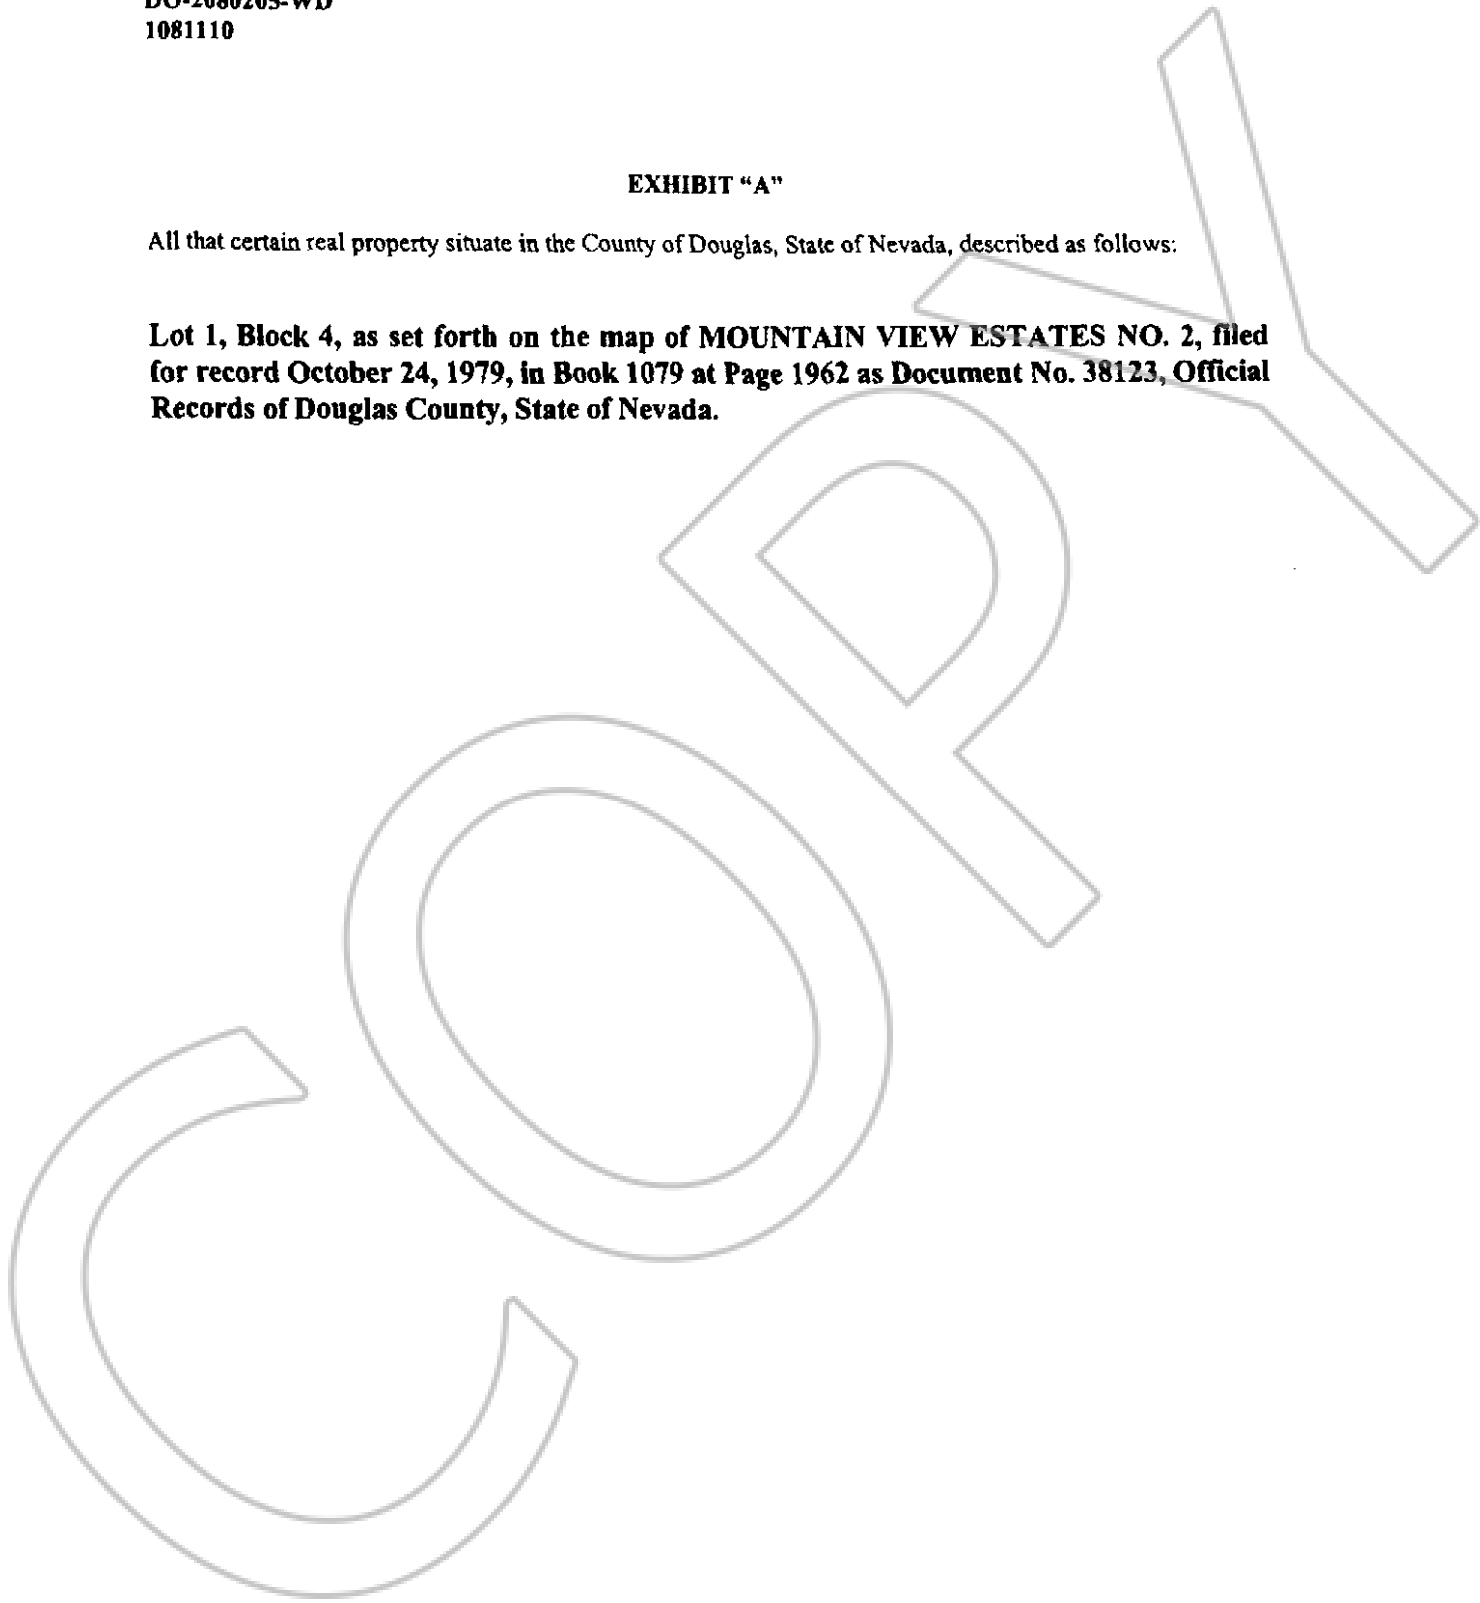 DO-2080205-WD
1081110
EXHIBIT “A”
All that certain real property situate in the County of Douglas, State of Nevada, described as follows:
Lot 1, Block 4, as set forth on the map of MOUNTAIN VIEW ESTATES NO. 2, filed
for record October 24, 1979, in Book 1079 at Page 1962 as Document No. 38123, Official
Records of Douglas County, State of Nevada.
COPY